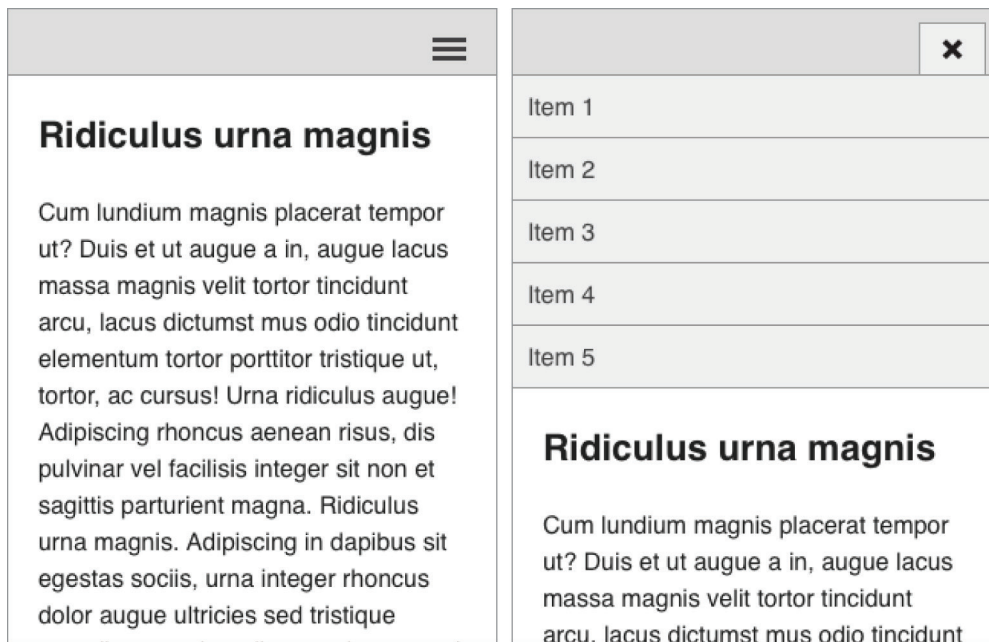 Ridiculus urna magnis
Cum lundium magnis placerat tempor
ut? Duis et ut augue a in, augue lacus
massa magnis velit tortor tincidunt
arcu, lacus dictumst mus odio tincidunt
elementum tortor porttitor tristique ut,
tortor, ac cursus! Urna ridiculus augue!
Adipiscing rhoncus aenean risus, dis
pulvinar vel facilisis integer sit non et
sagittis parturient magna. Ridiculus
urna magnis. Adipiscing in dapibus sit
egestas sociis, urna integer rhoncus
dolor augue ultricies sed tristique
Item 1
Item 2
Item 3
Item 4
Item 5
Ridiculus urna magnis
Cum lundium magnis placerat tempor
ut? Duis et ut augue a in, augue lacus
massa magnis velit tortor tincidunt
arcu, lacus dictumst mus odio tincidunt